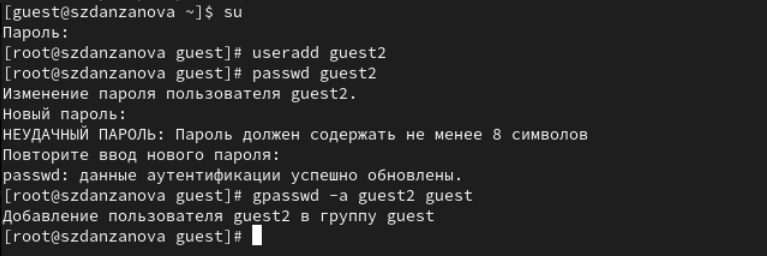 [guest@szdanzanova ~]$ su
Пароль:
[root@szdanzanova guest]# useradd guest2
[root@szdanzanova guest]# passwd guest2
Изменение пароля пользователя guest2.
Новый пароль:
НЕУДАЧНЫЙ ПАРОЛЬ: Пароль должен содержать не менее 8 символов
Повторите ввод нового пароля:
passwd: данные аутентификации успешно обновлены.
[root@szdanzanova guest]# gpasswd -a guest2 guest
Добавление пользователя guest2 в группу guest
[root@szdanzanova guest]#